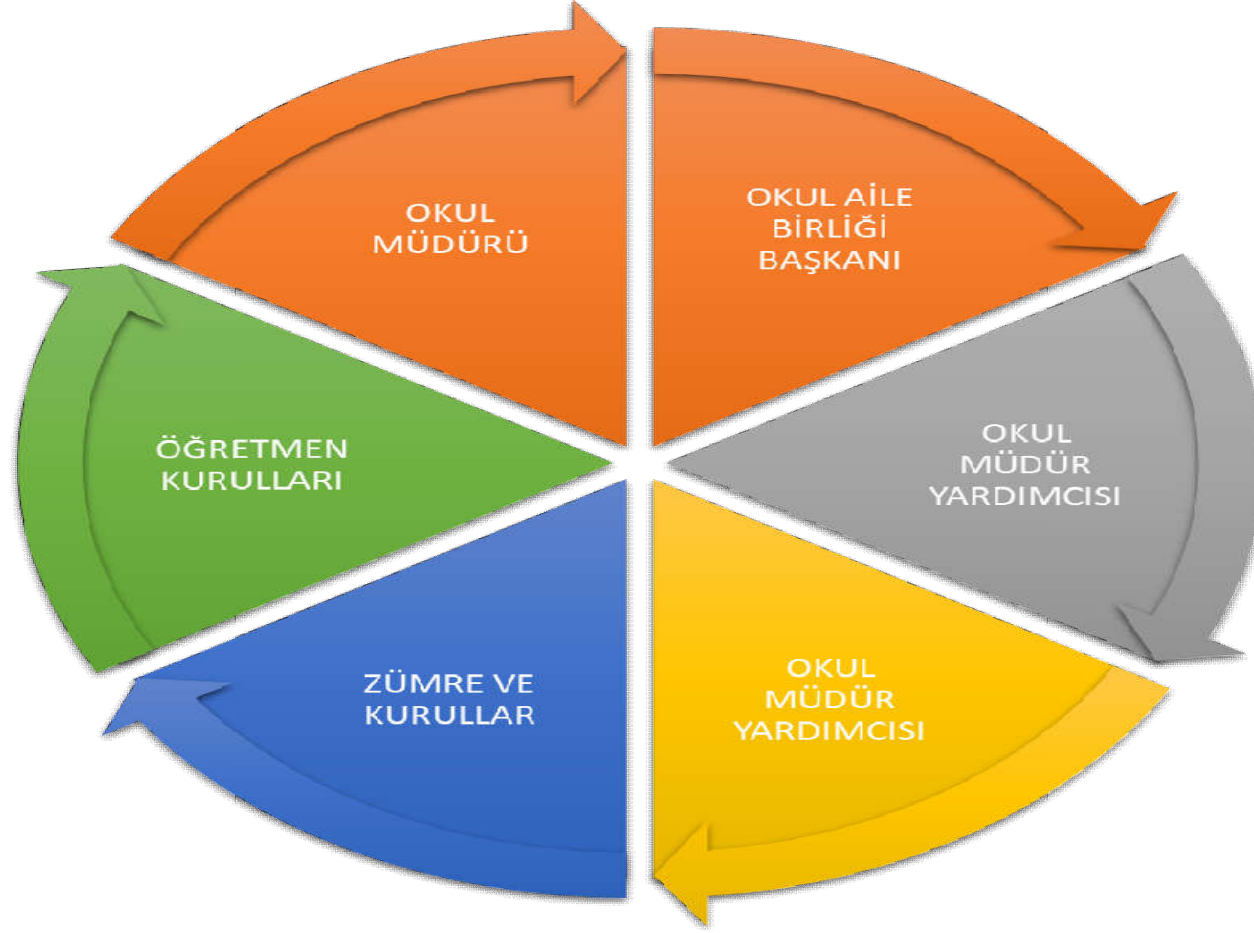 OKUL
MÜDÜRÜ
OKUL AİLE
BİRLİĞİ
BAŞKANI
OKUL
MÜDÜR
YARDIMCISI
OKUL
MÜDÜR
YARDIMCISI
ZÜMRE VE
KURULLAR
ÖĞRETMEN
KURULLARI